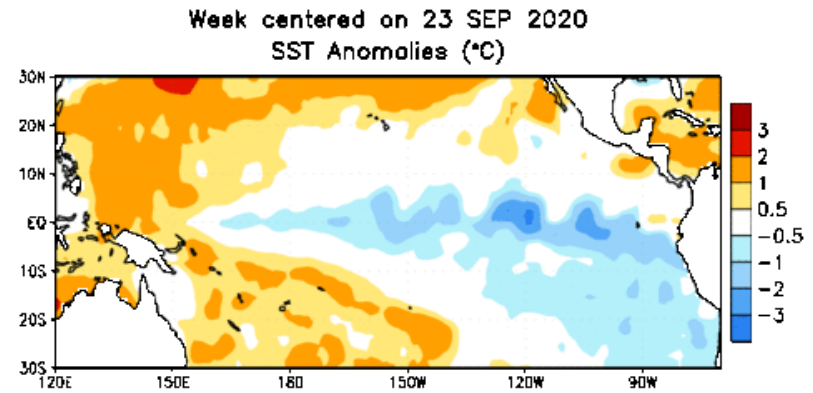 Week centered on 23 SEP 2020
SST Anomalies (°C)
30N
20N
10N
EQ
10S
20S
30S
120E 150E 180 150W 120W 90W
3
2
1
0.5
-0.5
-1
-2
-3